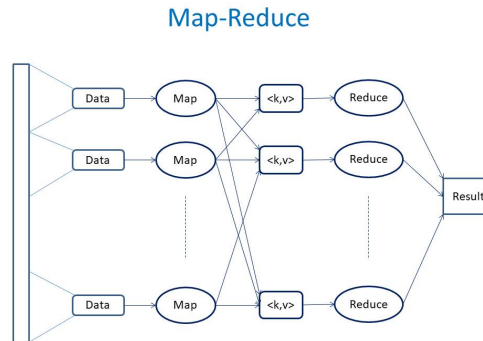 Map-Reduce
Data Map <k,v> Reduce
Data Map <k,v> Reduce
Result
Data Map <k,v> Reduce